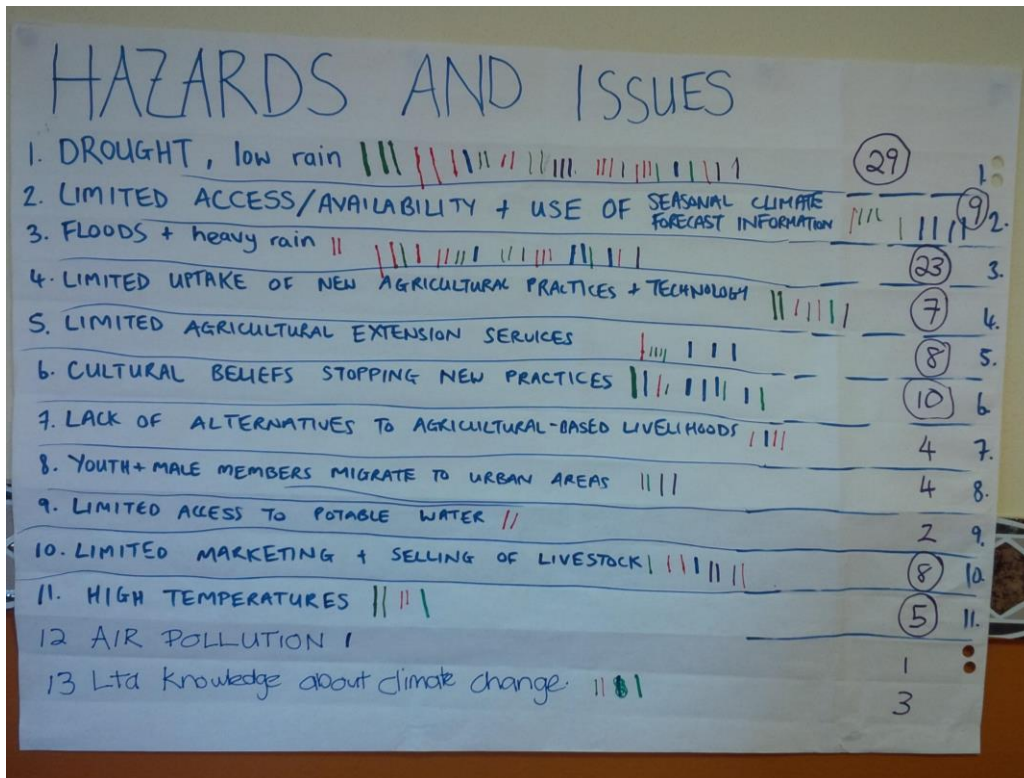 HAZARDS AND ISSUES
1. DROUGHT, low rain 29 1.
2. LIMITED ACCESS/AVAILABILITY + USE OF SEASONAL CLIMATE FORECAST INFORMATION 9 2.
3. FLOODS + heavy rain 23 3.
4. LIMITED UPTAKE OF NEW AGRICULTURAL PRACTICES + TECHNOLOGY 7 4.
5. LIMITED AGRICULTURAL EXTENSION SERVICES 8 5.
6. CULTURAL BELIEFS STOPPING NEW PRACTICES 10 6
7. LACK OF ALTERNATIVES TO AGRICULTURAL-BASED LIVELIHOODS 4 7.
8. YOUTH + MALE MEMBERS MIGRATE TO URBAN AREAS 4 8.
9. LIMITED ACCESS TO POTABLE WATER 2 9.
10. LIMITED MARKETING + SELLING OF LIVESTOCK 8 10.
11. HIGH TEMPERATURES 5 11.
12 AIR POLLUTION 1
13 Ltd knowledge about climate change. 3